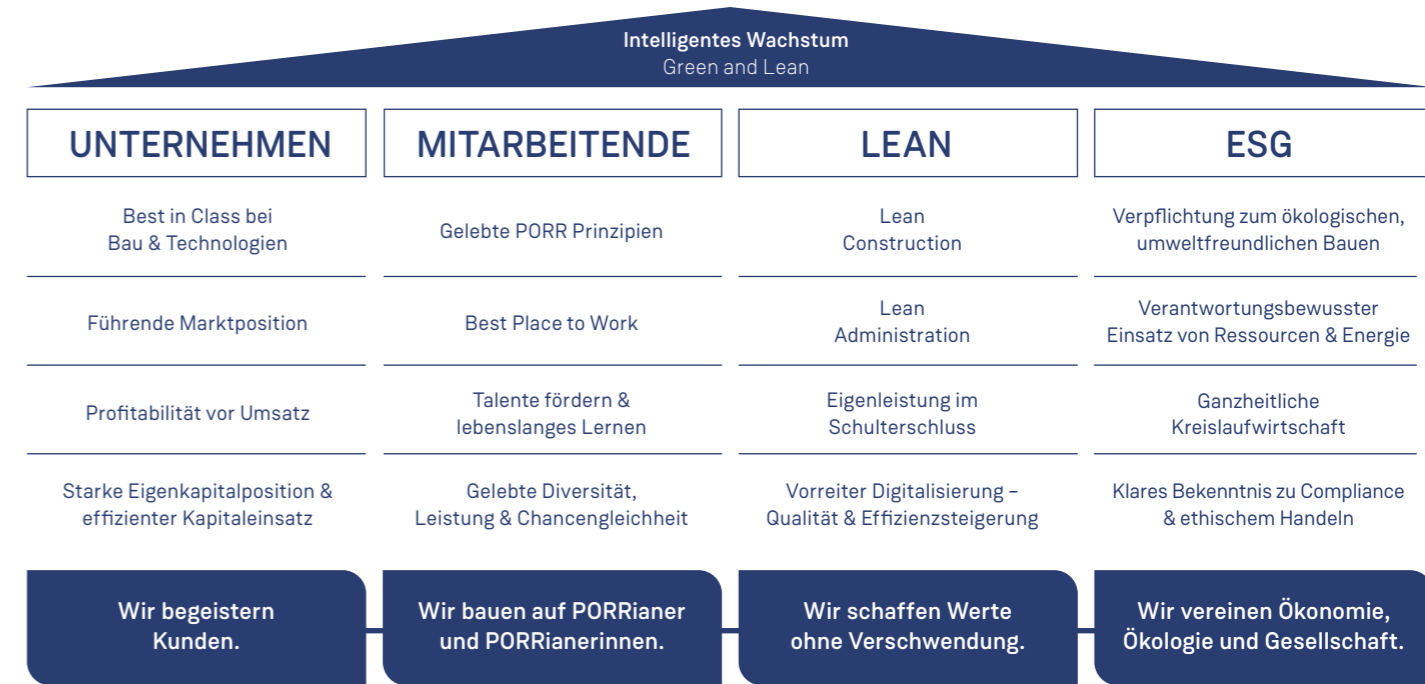 Intelligentes Wachstum
Green and Lean
UNTERNEHMEN
Best in Class bei
Bau & Technologien
Führende Marktposition
Profitabilität vor Umsatz
Starke Eigenkapitalposition &
effizienter Kapitaleinsatz
Wir begeistern
Kunden.
MITARBEITENDE
Gelebte PORR Prinzipien
Best Place to Work
Talente fördern &
lebenslanges Lernen
Gelebte Diversität,
Leistung & Chancengleichheit
Wir bauen auf PORRianer
und PORRianerinnen.
LEAN
Lean
Construction
Lean
Administration
Eigenleistung im
Schulterschluss
Vorreiter Digitalisierung –
Qualität & Effizienzsteigerung
Wir schaffen Werte
ohne Verschwendung.
ESG
Verpflichtung zum ökologischen,
umweltfreundlichen Bauen
Verantwortungsbewusster
Einsatz von Ressourcen & Energie
Ganzheitliche
Kreislaufwirtschaft
Klares Bekenntnis zu Compliance
& ethischem Handeln
Wir vereinen Ökonomie,
Ökologie und Gesellschaft.